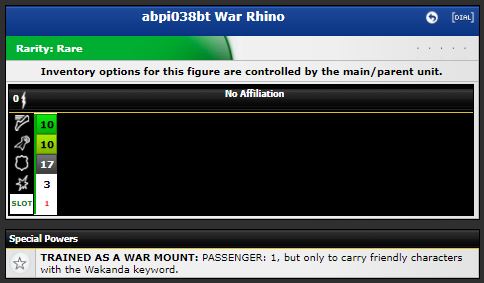 abpi038bt War Rhino
[DIAL]
Rarity: Rare
Inventory options for this figure are controlled by the main/parent unit.
0
No Affiliation
10
10
17
3
SLOT 1
Special Powers
TRAINED AS A WAR MOUNT: PASSENGER: 1, but only to carry friendly characters
with the Wakanda keyword.